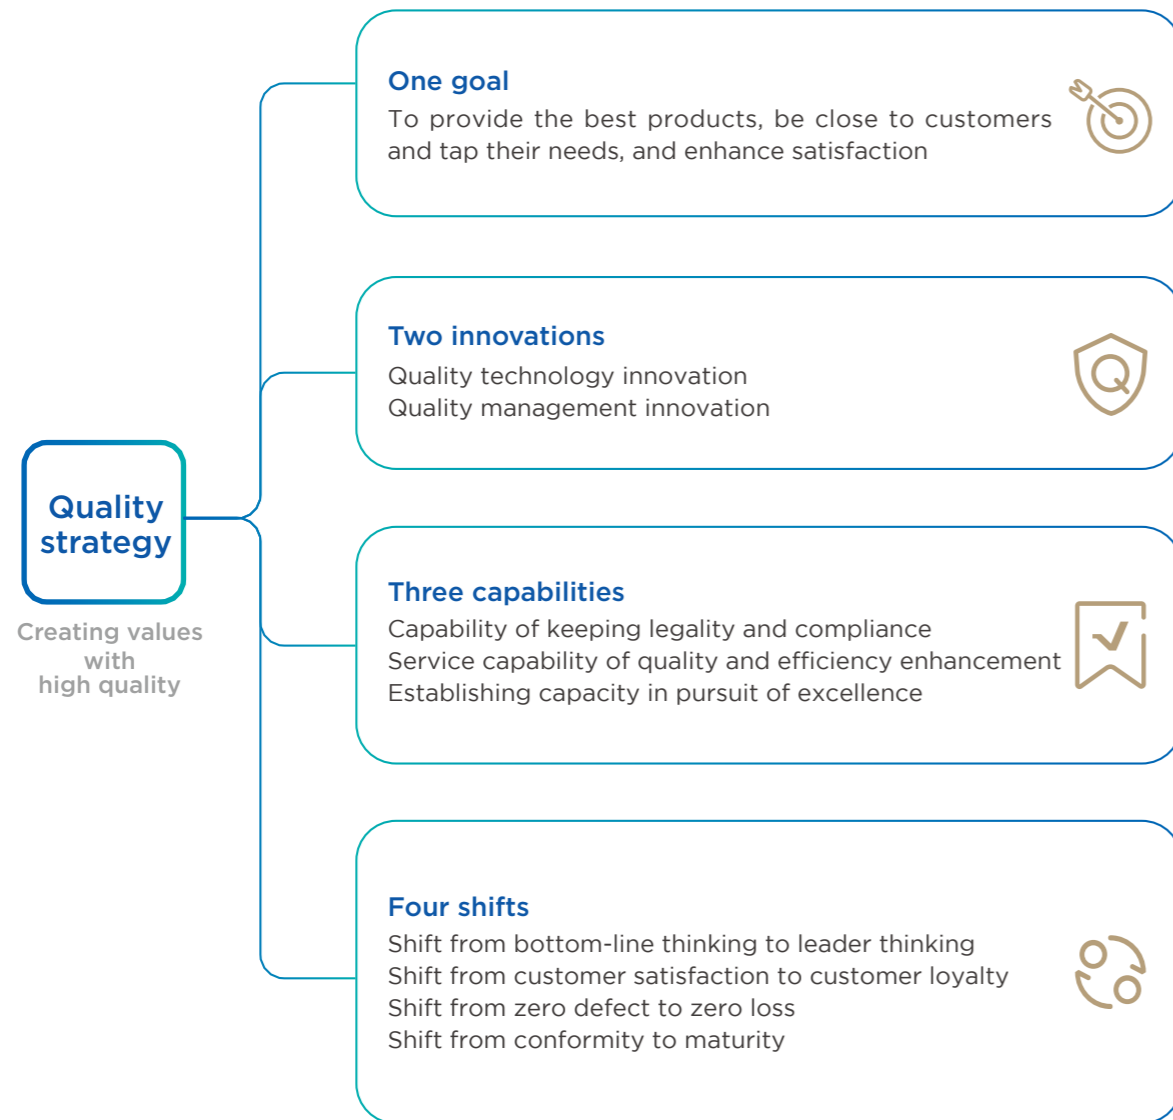 One goal
To provide the best products, be close to customers
and tap their needs, and enhance satisfaction
Two innovations
Quality technology innovation
Quality management innovation
Q
Quality
strategy
Creating values
with
high quality
Three capabilities
Capability of keeping legality and compliance
Service capability of quality and efficiency enhancement
Establishing capacity in pursuit of excellence
Four shifts
Shift from bottom-line thinking to leader thinking
Shift from customer satisfaction to customer loyalty
Shift from zero defect to zero loss
Shift from conformity to maturity